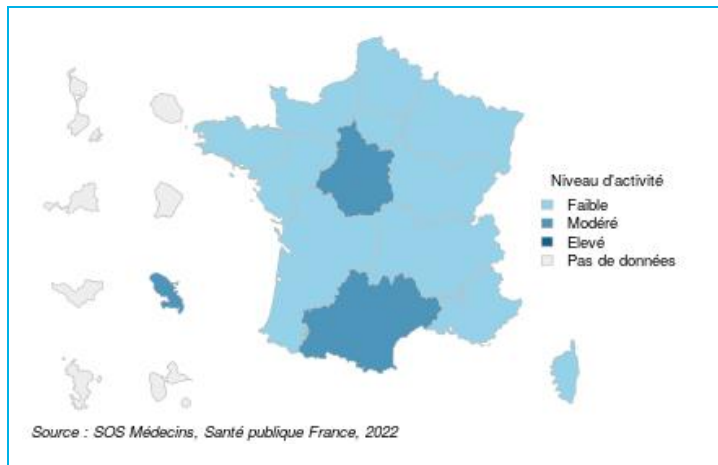 Niveau d'activité
Faible
Modéré
Elevé
Pas de données
Source : SOS Médecins, Santé publique France, 2022